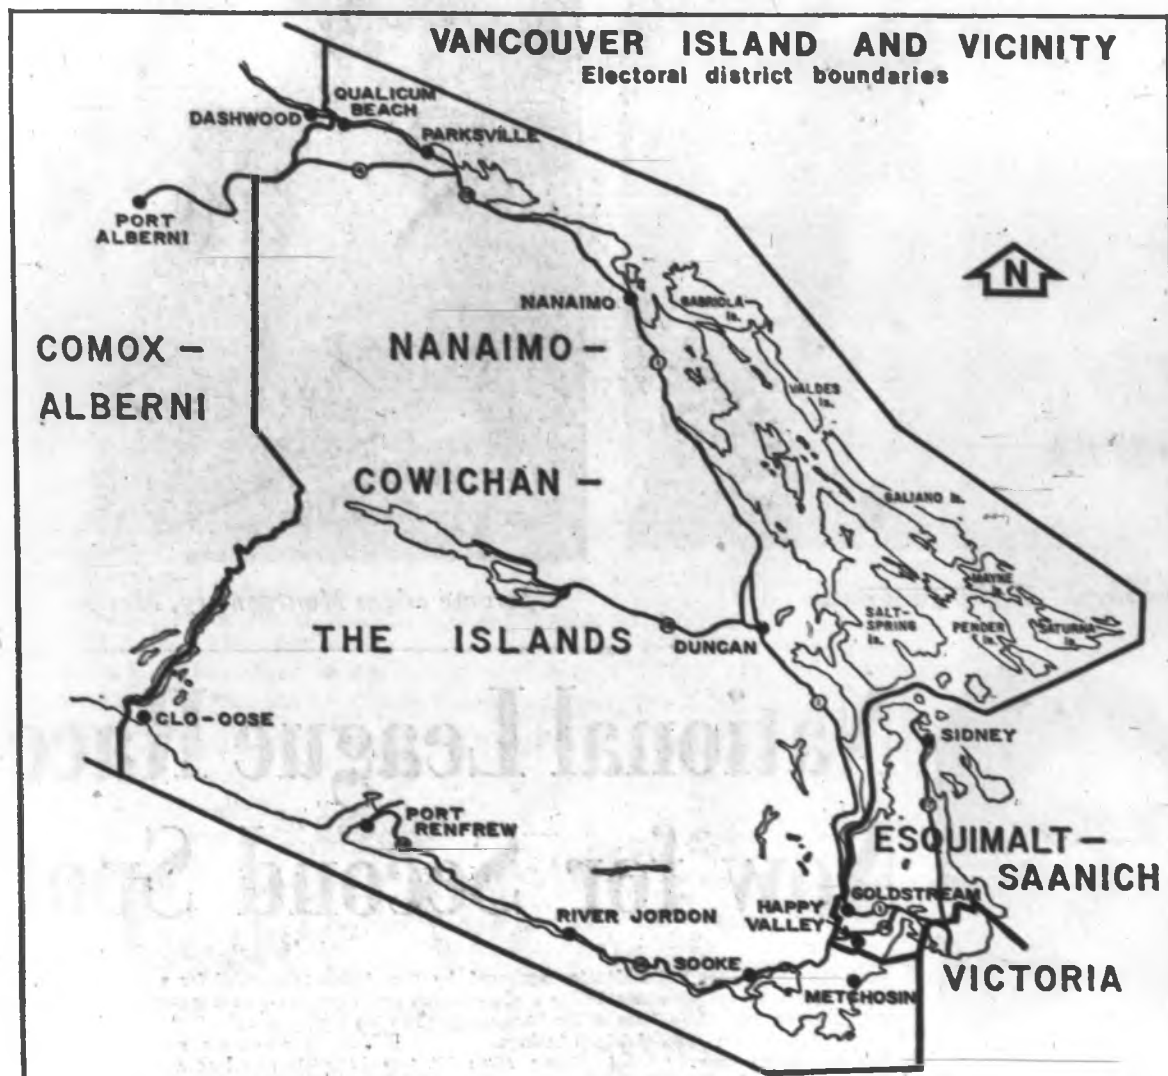 VANCOUVER ISLAND AND VICINITY
Electoral district boundaries
QUALICUM
BEACH
DASHWOOD
PARKSVILLE
PORT
ALBERNI
N
NANAIMO
GABRIOLA
Is.
COMOX –
ALBERNI
NANAIMO –
VALDES
Is.
COWICHAN –
GALIANO Is.
MAYNE
Is.
SALT-
SPRING
Is.
PENDER
Is.
SATURNA
Is.
THE ISLANDS
DUNCAN
CLO-OOSE
SIDNEY
PORT
RENFREW
ESQUIMALT –
SAANICH
GOLDSTREAM
HAPPY
VALLEY
RIVER JORDON
SOOKE
METCHOSIN
VICTORIA